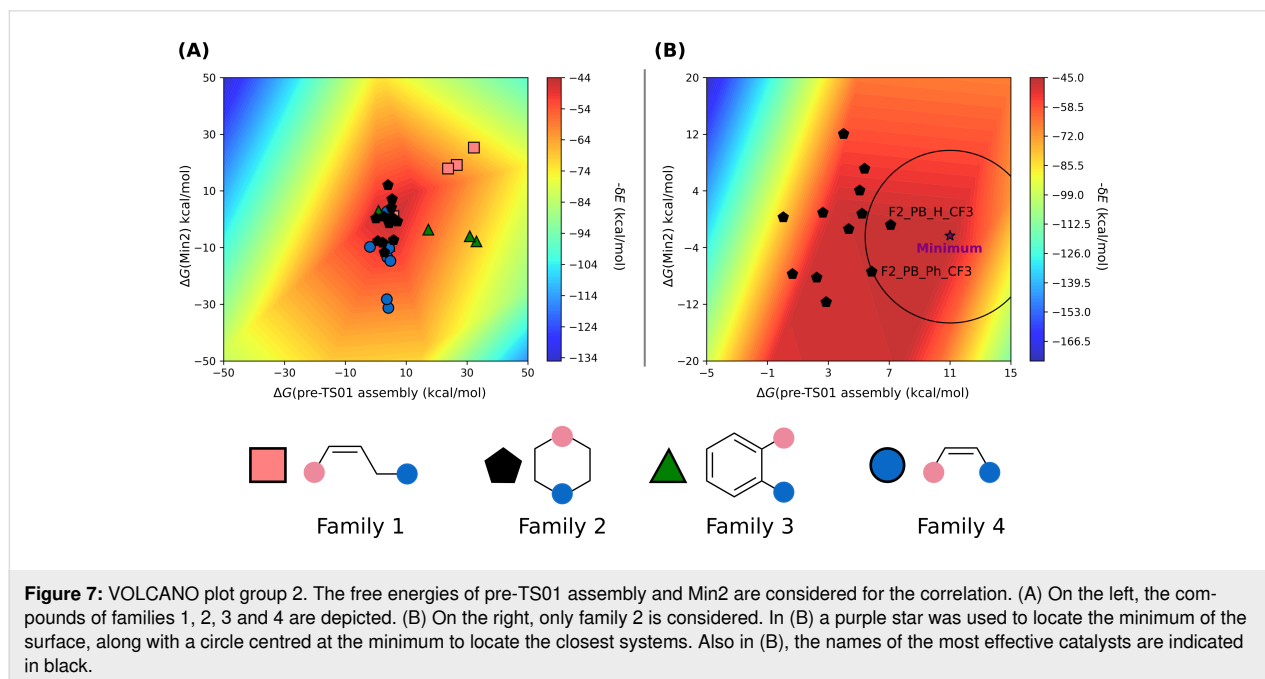 (A)
(B)
50
30
10
−10
−30
−50
ΔG(Min2) kcal/mol)
−50
−30
−10
10
30
50
ΔG(pre-TS01 assembly (kcal/mol)
−44
−54
−64
−74
−84
−94
−104
−114
−124
−134
-δE (kcal/mol)
20
12
4
−4
−12
−20
ΔG(Min2) kcal/mol)
F2_PB_H_CF3
Minimum
F2_PB_Ph_CF3
−5
−1
3
7
11
15
ΔG(pre-TS01 assembly (kcal/mol)
−45.0
−58.5
−72.0
−85.5
−99.0
−112.5
−126.0
−139.5
−153.0
−166.5
-δE (kcal/mol)
Family 1
Family 2
Family 3
Family 4
Figure 7: VOLCANO plot group 2. The free energies of pre-TS01 assembly and Min2 are considered for the correlation. (A) On the left, the com-
pounds of families 1, 2, 3 and 4 are depicted. (B) On the right, only family 2 is considered. In (B) a purple star was used to locate the minimum of the
surface, along with a circle centred at the minimum to locate the closest systems. Also in (B), the names of the most effective catalysts are indicated
in black.